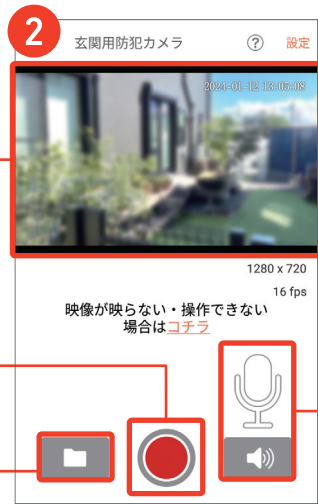 2
玄関用防犯カメラ ? 設定
2024-01-12 13:05:08
1280 x 720
16 fps
映像が映らない・操作できない
場合はコチラ